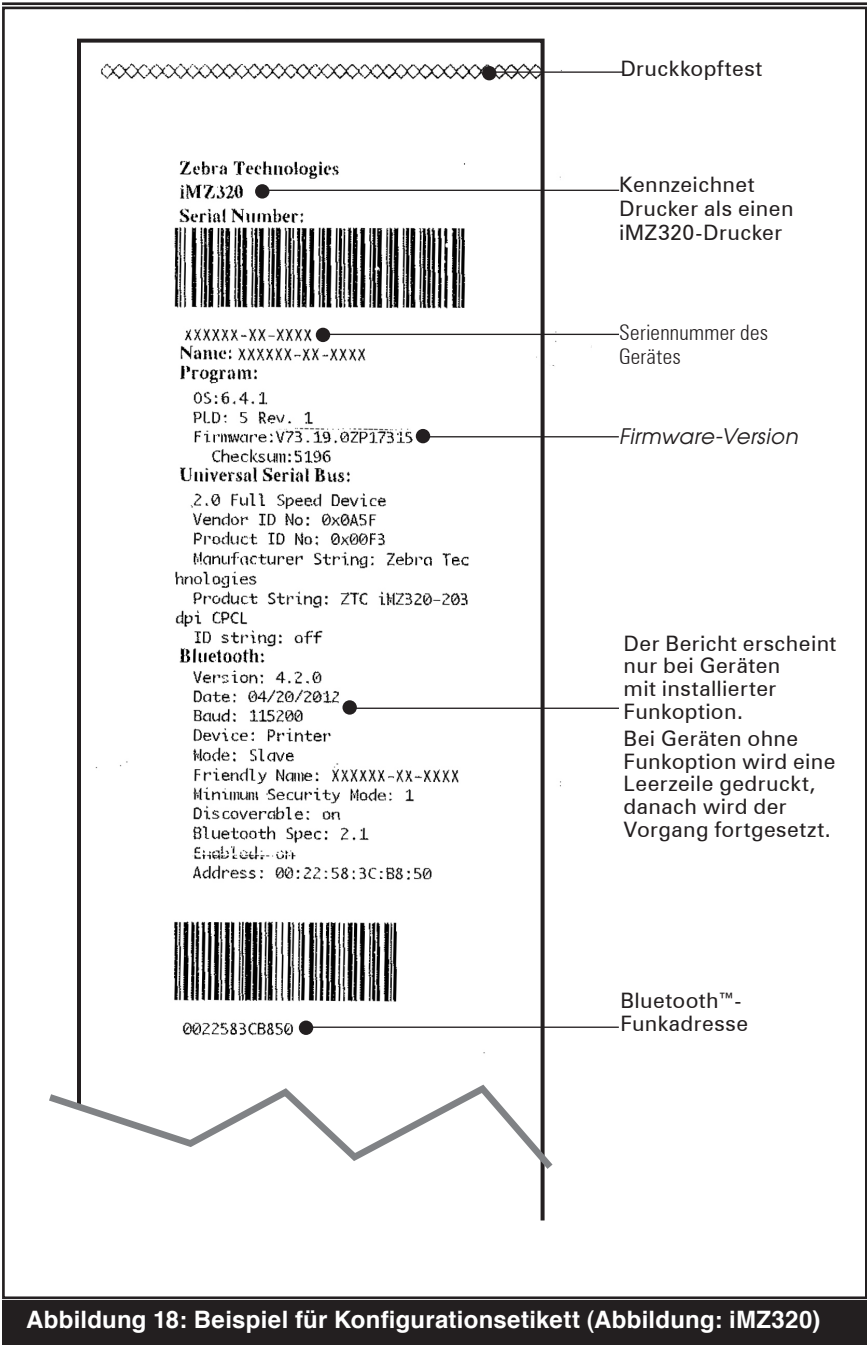 Druckkopftest
Zebra Technologies
iMZ320
Kennzeichnet
Drucker als einen
iMZ320-Drucker
Serial Number:
XXXXXX-XX-XXXX
Seriennummer des
Gerätes
Name: XXXXXX-XX-XXXX
Program:
OS:6.4.1
PLD: 5 Rev. 1
Firmware:V73.19.0ZP17315
Firmware-Version
Checksum:5196
Universal Serial Bus:
2.0 Full Speed Device
Vendor ID No: 0x0A5F
Product ID No: 0x00F3
Manufacturer String: Zebra Tec
hnologies
Product String: ZTC iMZ320-203
dpi CPCL
ID string: off
Bluetooth:
Version: 4.2.0
Date: 04/20/2012
Baud: 115200
Device: Printer
Mode: Slave
Friendly Name: XXXXXX-XX-XXXX
Minimum Security Mode: 1
Discoverable: on
Bluetooth Spec: 2.1
Enabled: on
Address: 00:22:58:3C:B8:50
Der Bericht erscheint
nur bei Geräten
mit installierter
Funkoption.
Bei Geräten ohne
Funkoption wird eine
Leerzeile gedruckt,
danach wird der
Vorgang fortgesetzt.
0022583CB850
Bluetooth™-
Funkadresse
Abbildung 18: Beispiel für Konfigurationsetikett (Abbildung: iMZ320)